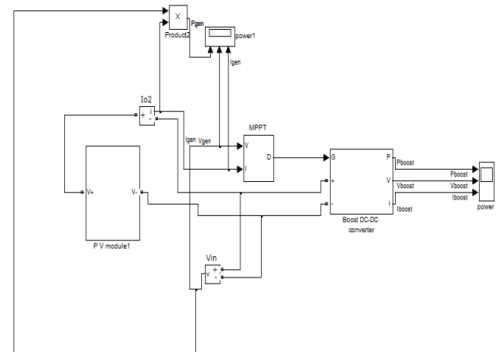 X
Product2
Pgen
power1
Igen
Io2
+
i
-
MPPT
Igen
Vgen
V
I
D
G
P
+
V
-
I
Pboost
Pboost
Vboost
Vboost
Iboost
Iboost
power
Boost DC-DC
converter
V+
V-
P V module1
Vin
v
+
-